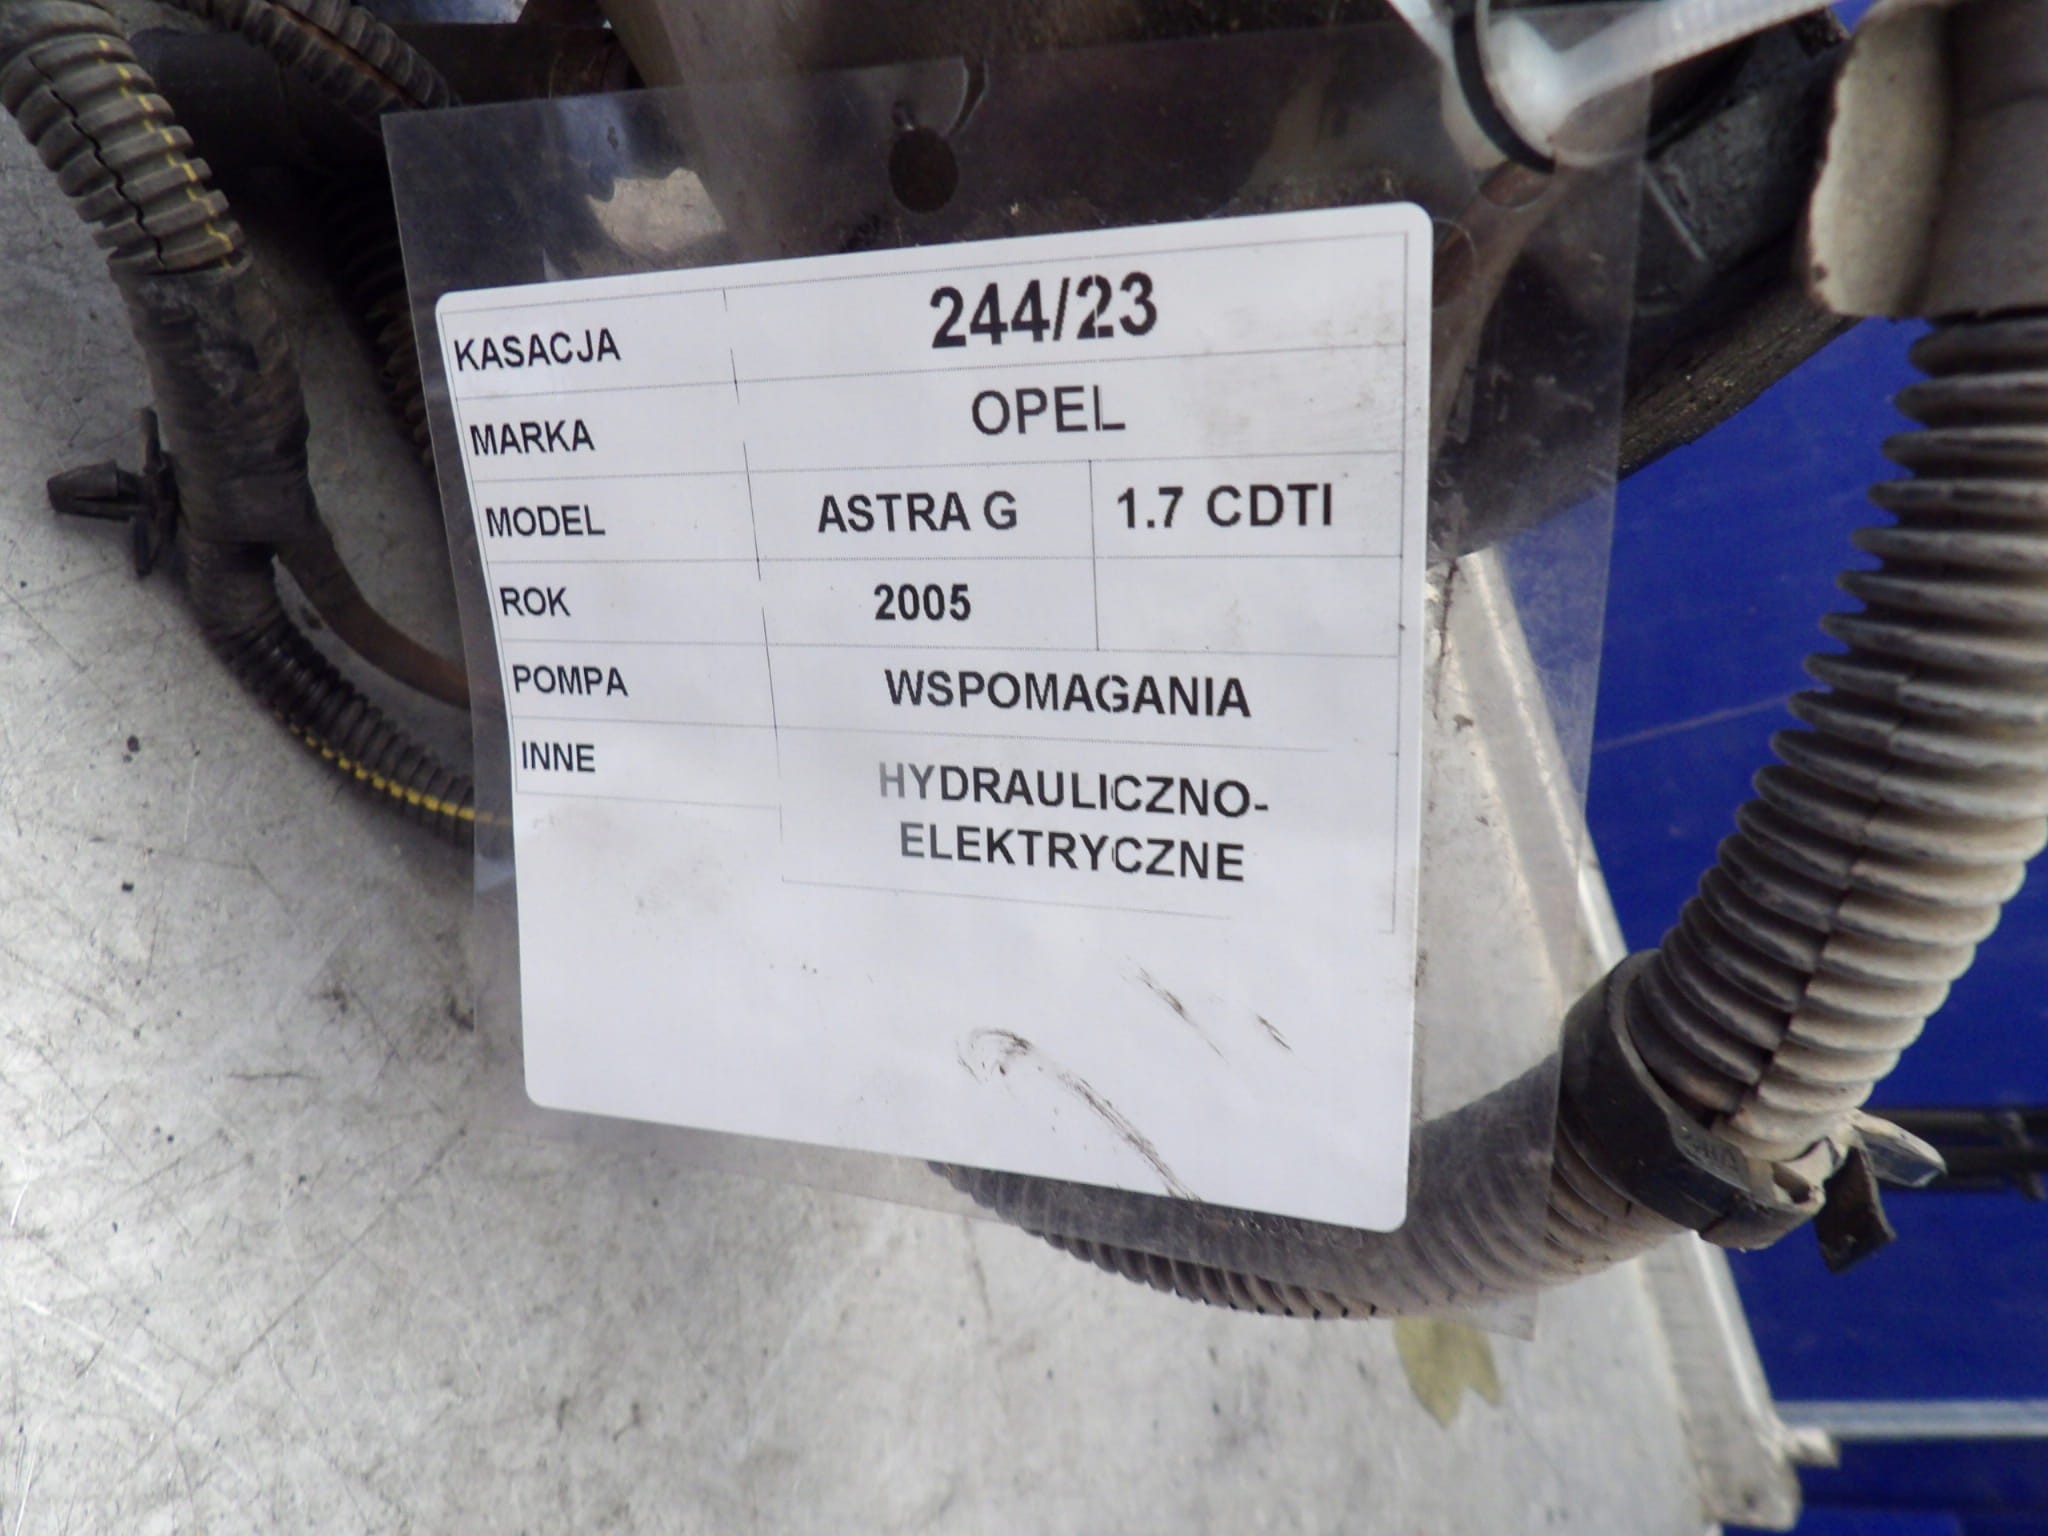 KASACJA 244/23
MARKA OPEL
MODEL ASTRA G 1.7 CDTI
ROK 2005
POMPA WSPOMAGANIA
INNE HYDRAULICZNO-
ELEKTRYCZNE